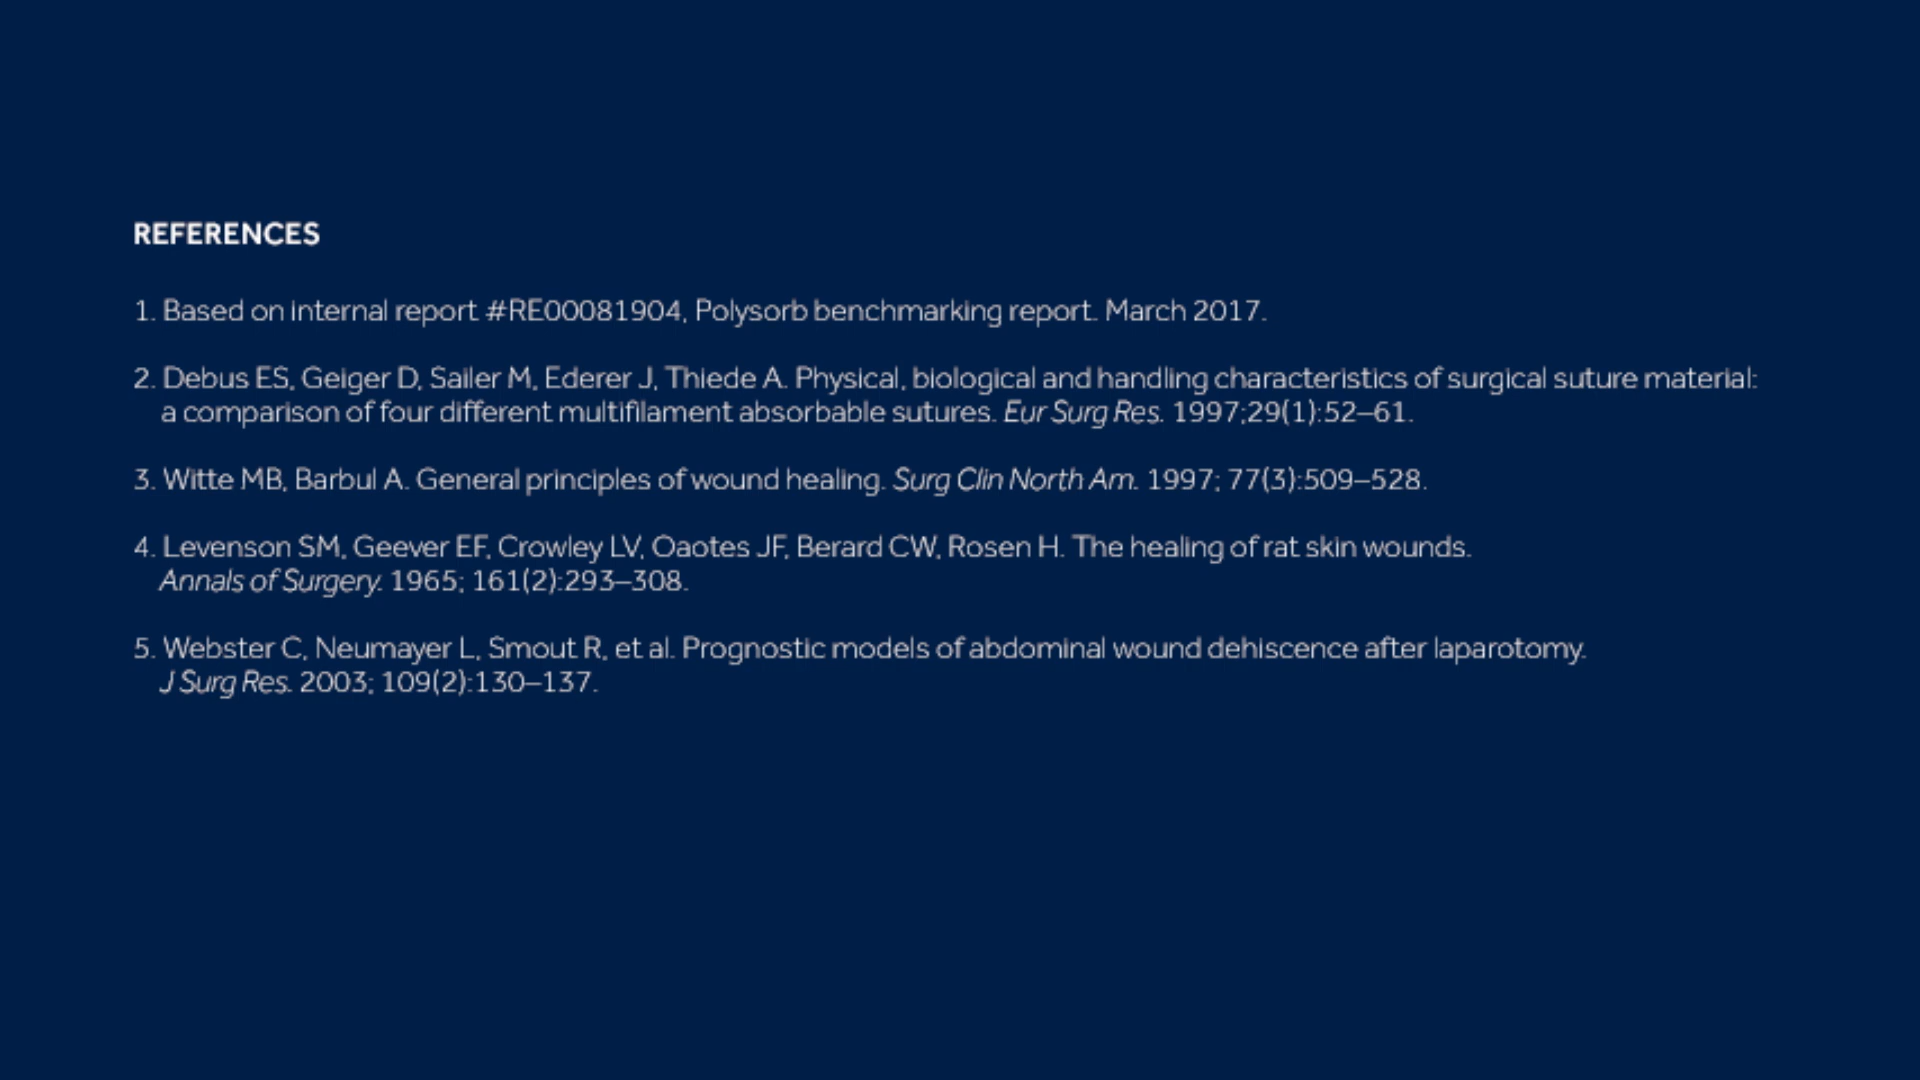 REFERENCES
1. Based on internal report #RE00081904, Polysorb benchmarking report. March 2017.
2. Debus ES, Geiger D, Sailer M, Ederer J, Thiede A. Physical, biological and handling characteristics of surgical suture material:
a comparison of four different multifilament absorbable sutures. Eur Surg Res. 1997;29(1):52–61.
3. Witte MB, Barbul A. General principles of wound healing. Surg Clin North Am. 1997; 77(3):509–528.
4. Levenson SM, Geever EF, Crowley LV, Oaotes JF, Berard CW, Rosen H. The healing of rat skin wounds.
Annals of Surgery. 1965; 161(2):293–308.
5. Webster C, Neumayer L, Smout R, et al. Prognostic models of abdominal wound dehiscence after laparotomy.
J Surg Res. 2003; 109(2):130–137.